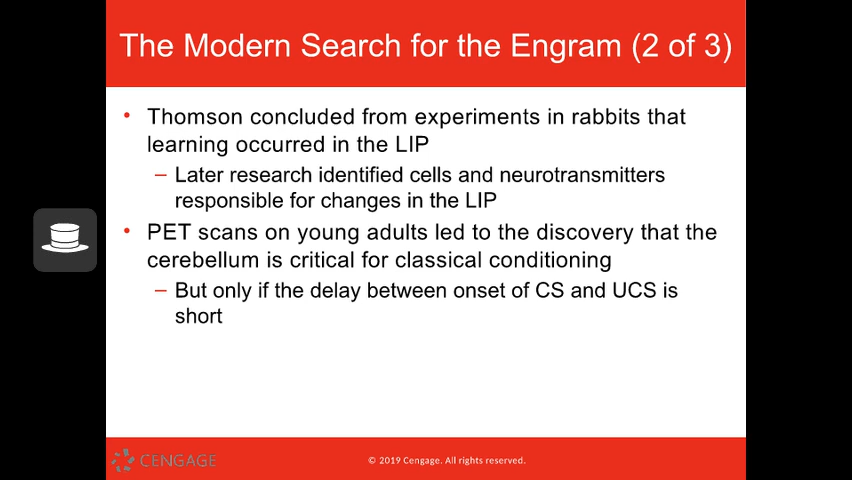 The Modern Search for the Engram (2 of 3)
• Thomson concluded from experiments in rabbits that
learning occurred in the LIP
– Later research identified cells and neurotransmitters
responsible for changes in the LIP
• PET scans on young adults led to the discovery that the
cerebellum is critical for classical conditioning
– But only if the delay between onset of CS and UCS is
short
CENGAGE
© 2019 Cengage. All rights reserved.